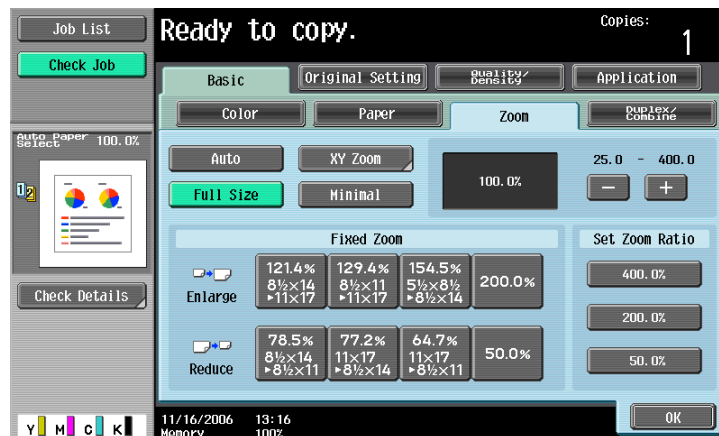 Job List
Check Job
Ready to copy.
Copies:
1
Basic
Original Setting
Quality/
Density
Application
Color
Paper
Zoom
Duplex/
Combine
Auto Paper
Select
100.0%
1 2
Check Details
Auto
XY Zoom
Full Size
Minimal
100.0%
25.0 - 400.0
− +
Fixed Zoom
Set Zoom Ratio
Enlarge
121.4%
8½×14
▸11×17
129.4%
8½×11
▸11×17
154.5%
5½×8½
▸8½×14
200.0%
Reduce
78.5%
8½×14
▸8½×11
77.2%
11×17
▸8½×14
64.7%
11×17
▸8½×11
50.0%
400.0%
200.0%
50.0%
Y M C K
11/16/2006 13:16
Memory 100%
OK